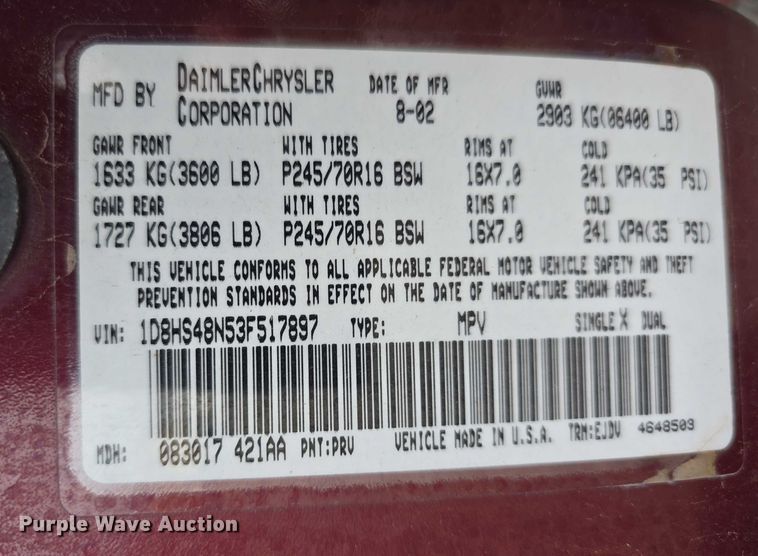 MFD BY DAIMLERCHRYSLER CORPORATION DATE OF MFR 8-02 GVWR 2903 KG(06400 LB)
GAWR FRONT WITH TIRES RIMS AT COLD
1633 KG(3600 LB) P245/70R16 BSW 16X7.0 241 KPA(35 PSI)
GAWR REAR WITH TIRES RIMS AT COLD
1727 KG(3806 LB) P245/70R16 BSW 16X7.0 241 KPA(35 PSI)
THIS VEHICLE CONFORMS TO ALL APPLICABLE FEDERAL MOTOR VEHICLE SAFETY AND THEFT
PREVENTION STANDARDS IN EFFECT ON THE DATE OF MANUFACTURE SHOWN ABOVE.
VIN: 1D8HS48N53F517897 TYPE: MPV SINGLE X DUAL
MDH: 083017 421AA PNT:PRV VEHICLE MADE IN U.S.A. TRM:EJDV 4648509
Purple Wave Auction